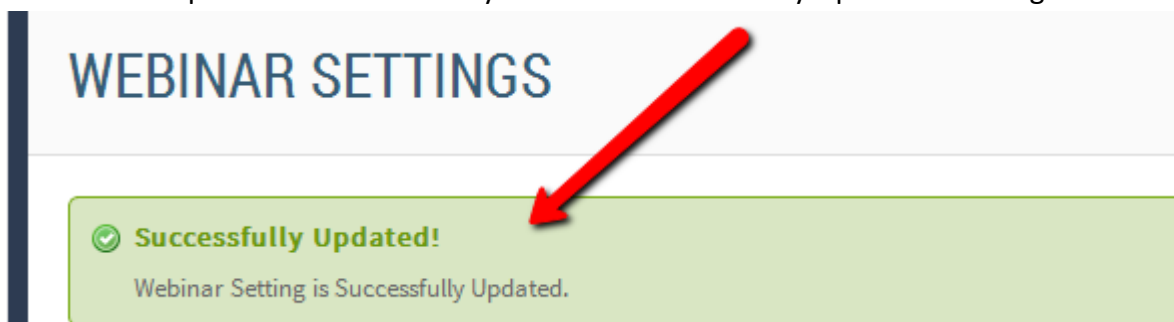 WEBINAR SETTINGS
Successfully Updated!
Webinar Setting is Successfully Updated.